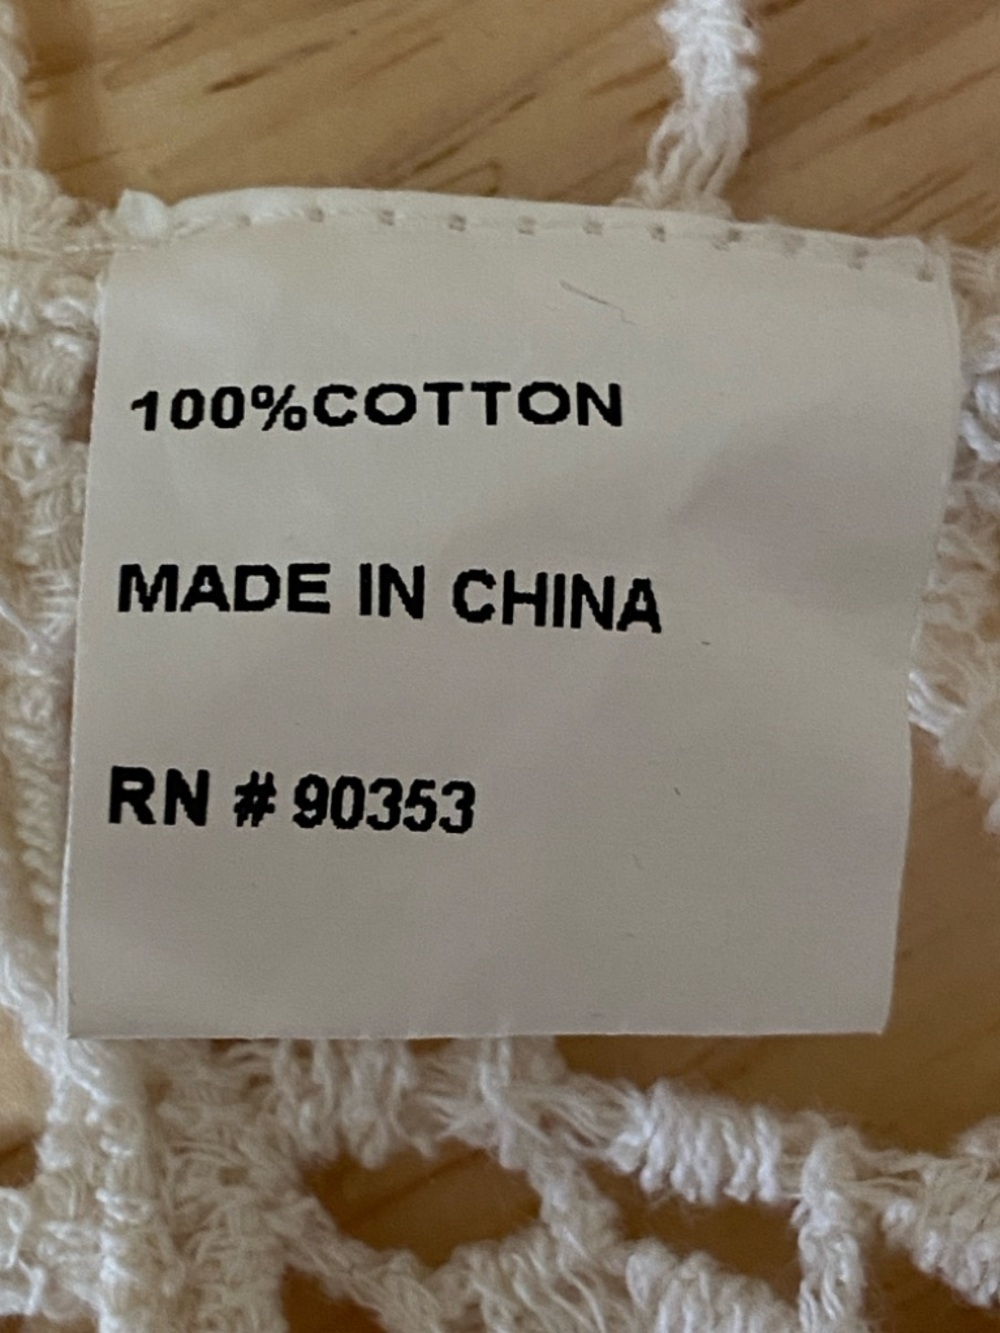 100%COTTON
MADE IN CHINA
RN # 90353